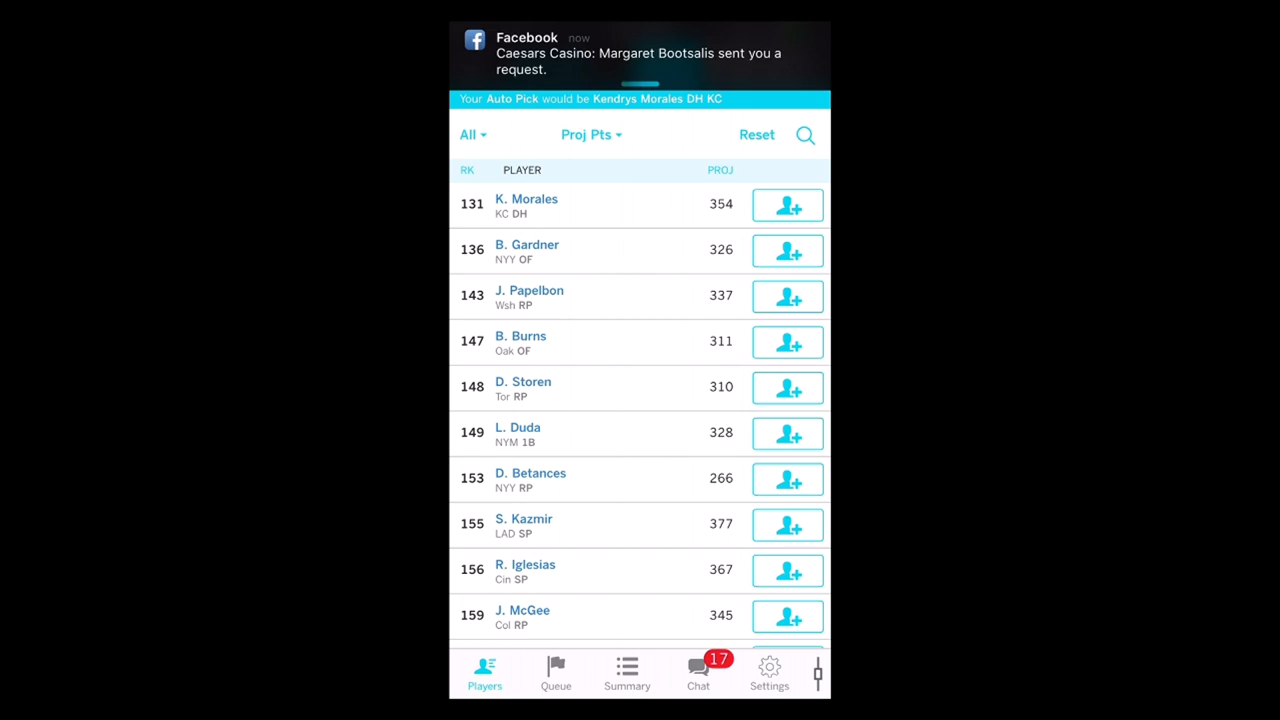 Facebook now
Caesars Casino: Margaret Bootsalis sent you a
request.
Your Auto Pick would be Kendrys Morales DH KC
All Proj Pts Reset
RK PLAYER PROJ
131 K. Morales 354
KC DH
136 B. Gardner 326
NYY OF
143 J. Papelbon 337
Wsh RP
147 B. Burns 311
Oak OF
148 D. Storen 310
Tor RP
149 L. Duda 328
NYM 1B
153 D. Betances 266
NYY RP
155 S. Kazmir 377
LAD SP
156 R. Iglesias 367
Cin SP
159 J. McGee 345
Col RP
17
Players Queue Summary Chat Settings